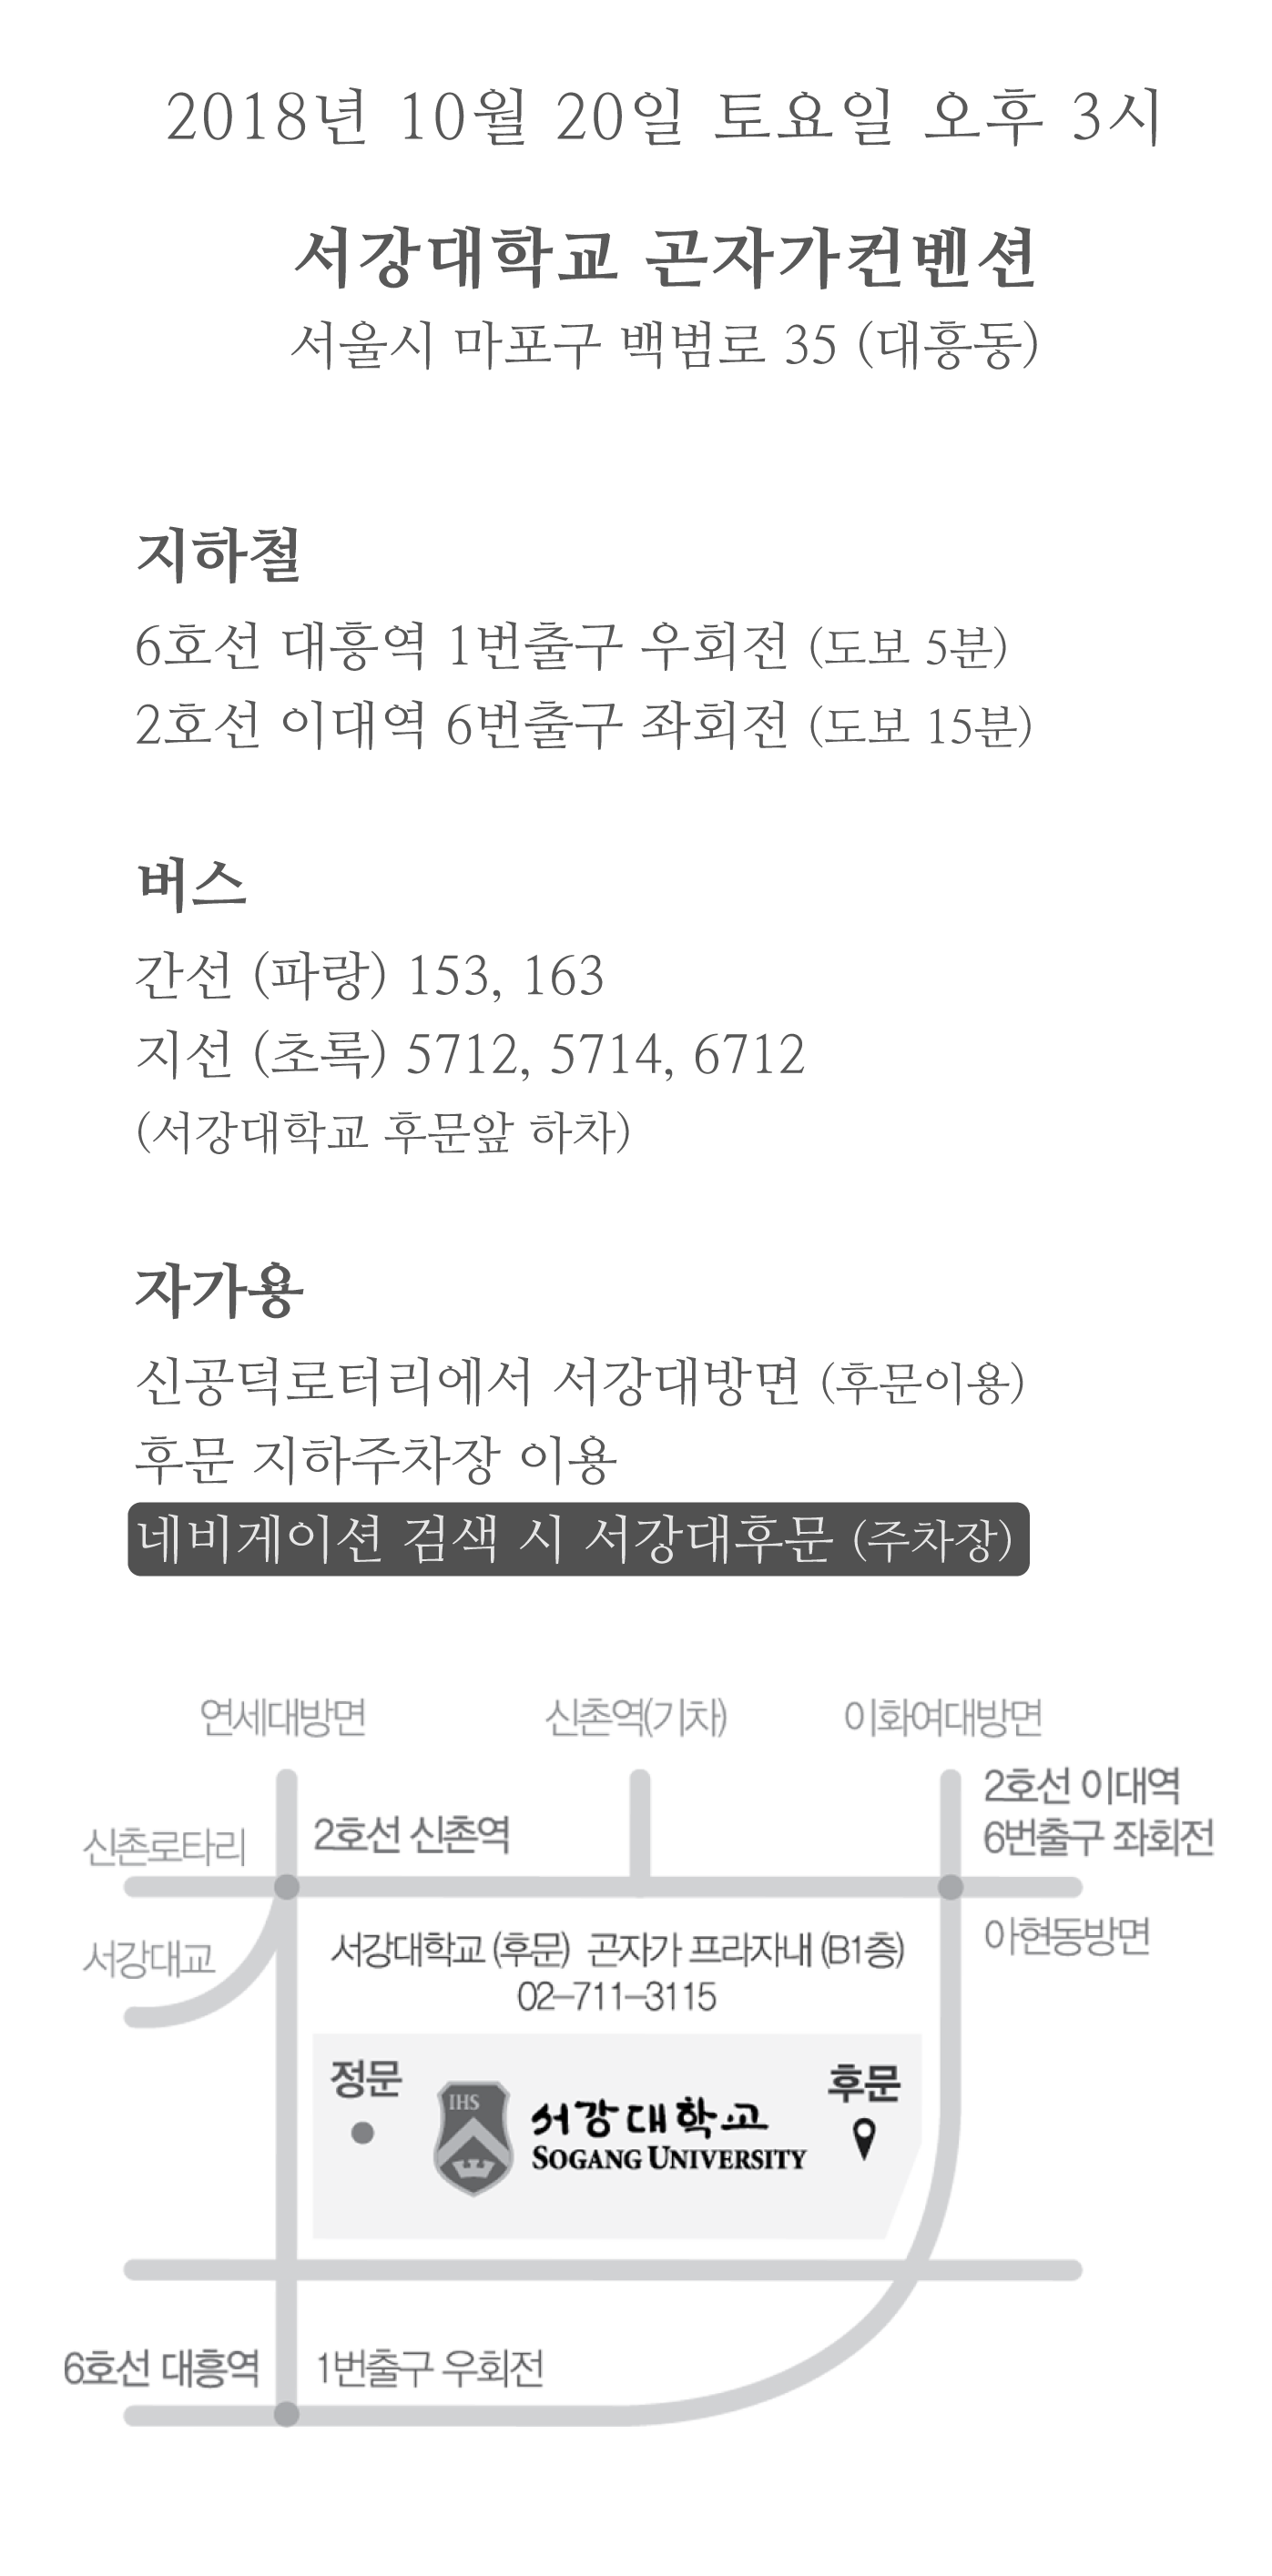 2018년 10월 20일 토요일 오후 3시
서강대학교 곤자가컨벤션
서울시 마포구 백범로 35 (대흥동)
지하철
6호선 대흥역 1번출구 우회전 (도보 5분)
2호선 이대역 6번출구 좌회전 (도보 15분)
버스
간선 (파랑) 153, 163
지선 (초록) 5712, 5714, 6712
(서강대학교 후문앞 하차)
자가용
신공덕로터리에서 서강대방면 (후문이용)
후문 지하주차장 이용
네비게이션 검색 시 서강대후문 (주차장)
연세대방면
신촌역(기차)
이화여대방면
2호선 이대역
6번출구 좌회전
신촌로타리
2호선 신촌역
서강대교
아현동방면
서강대학교 (후문) 곤자가 프라자내 (B1층)
02-711-3115
정문
후문
IHS
서강대학교
SOGANG UNIVERSITY
6호선 대흥역
1번출구 우회전